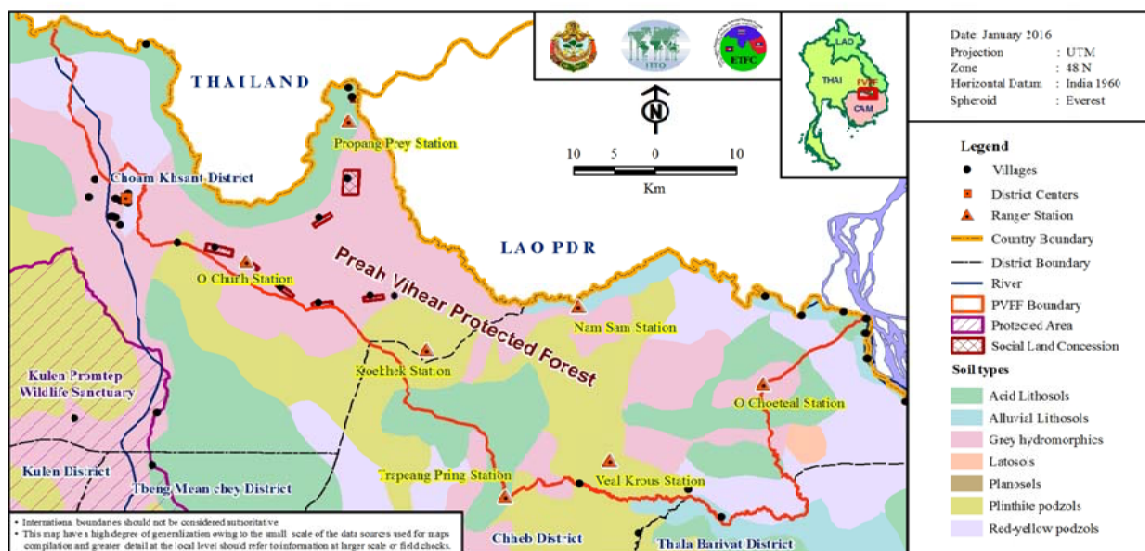 THAILAND
LAO PDR
ITTO
ETFC
N
10 5 0 10
Km
LAO
THAI
PVPF
CAM
Date: January 2016
Projection : UTM
Zone : 48 N
Horizontal Datum : India 1960
Spheroid : Everest
Legend
Villages
District Centers
Ranger Station
Country Boundary
District Boundary
River
PVPF Boundary
Protected Area
Social Land Concession
Soil types
Acid Lithosols
Alluvial Lithosols
Grey hydromorphics
Latosols
Planosols
Plinthite podzols
Red-yellow podzols
Propang Prey Station
Choam Khsant District
O Chunh Station
Preah Vihear Protected Forest
Nam Sam Station
Koekhek Station
Kulen Promtep
Wildlife Sanctuary
O Choeteal Station
Kulen District
Tbeng Meanchey District
Trapeang Pring Station
Veal Krous Station
Chheb District
Thala Barivat District
• International boundaries should not be considered authoritative
• This map have a high degree of generalization owing to the small scale of the data sources used for maps
compilation and greater detail at the local level should refer to information at larger scale or field checks.